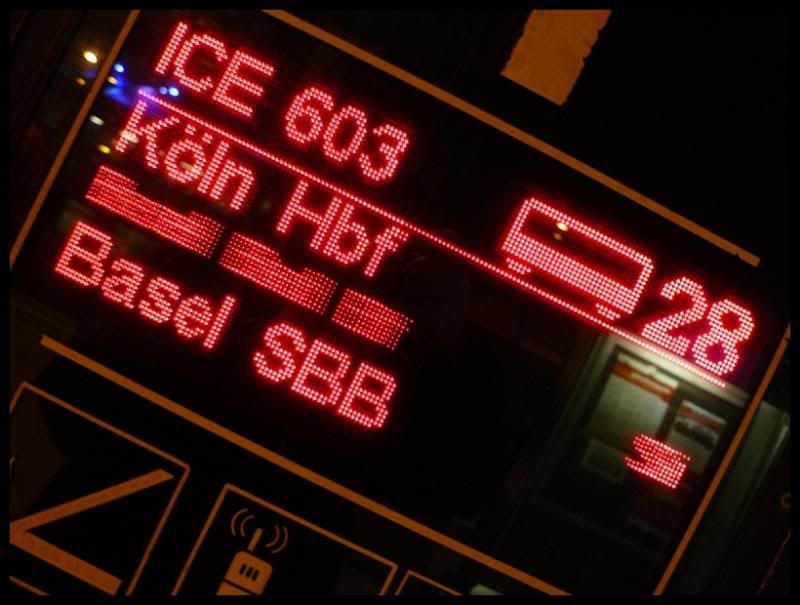 ICE 603
28
Köln Hbf
Basel SBB